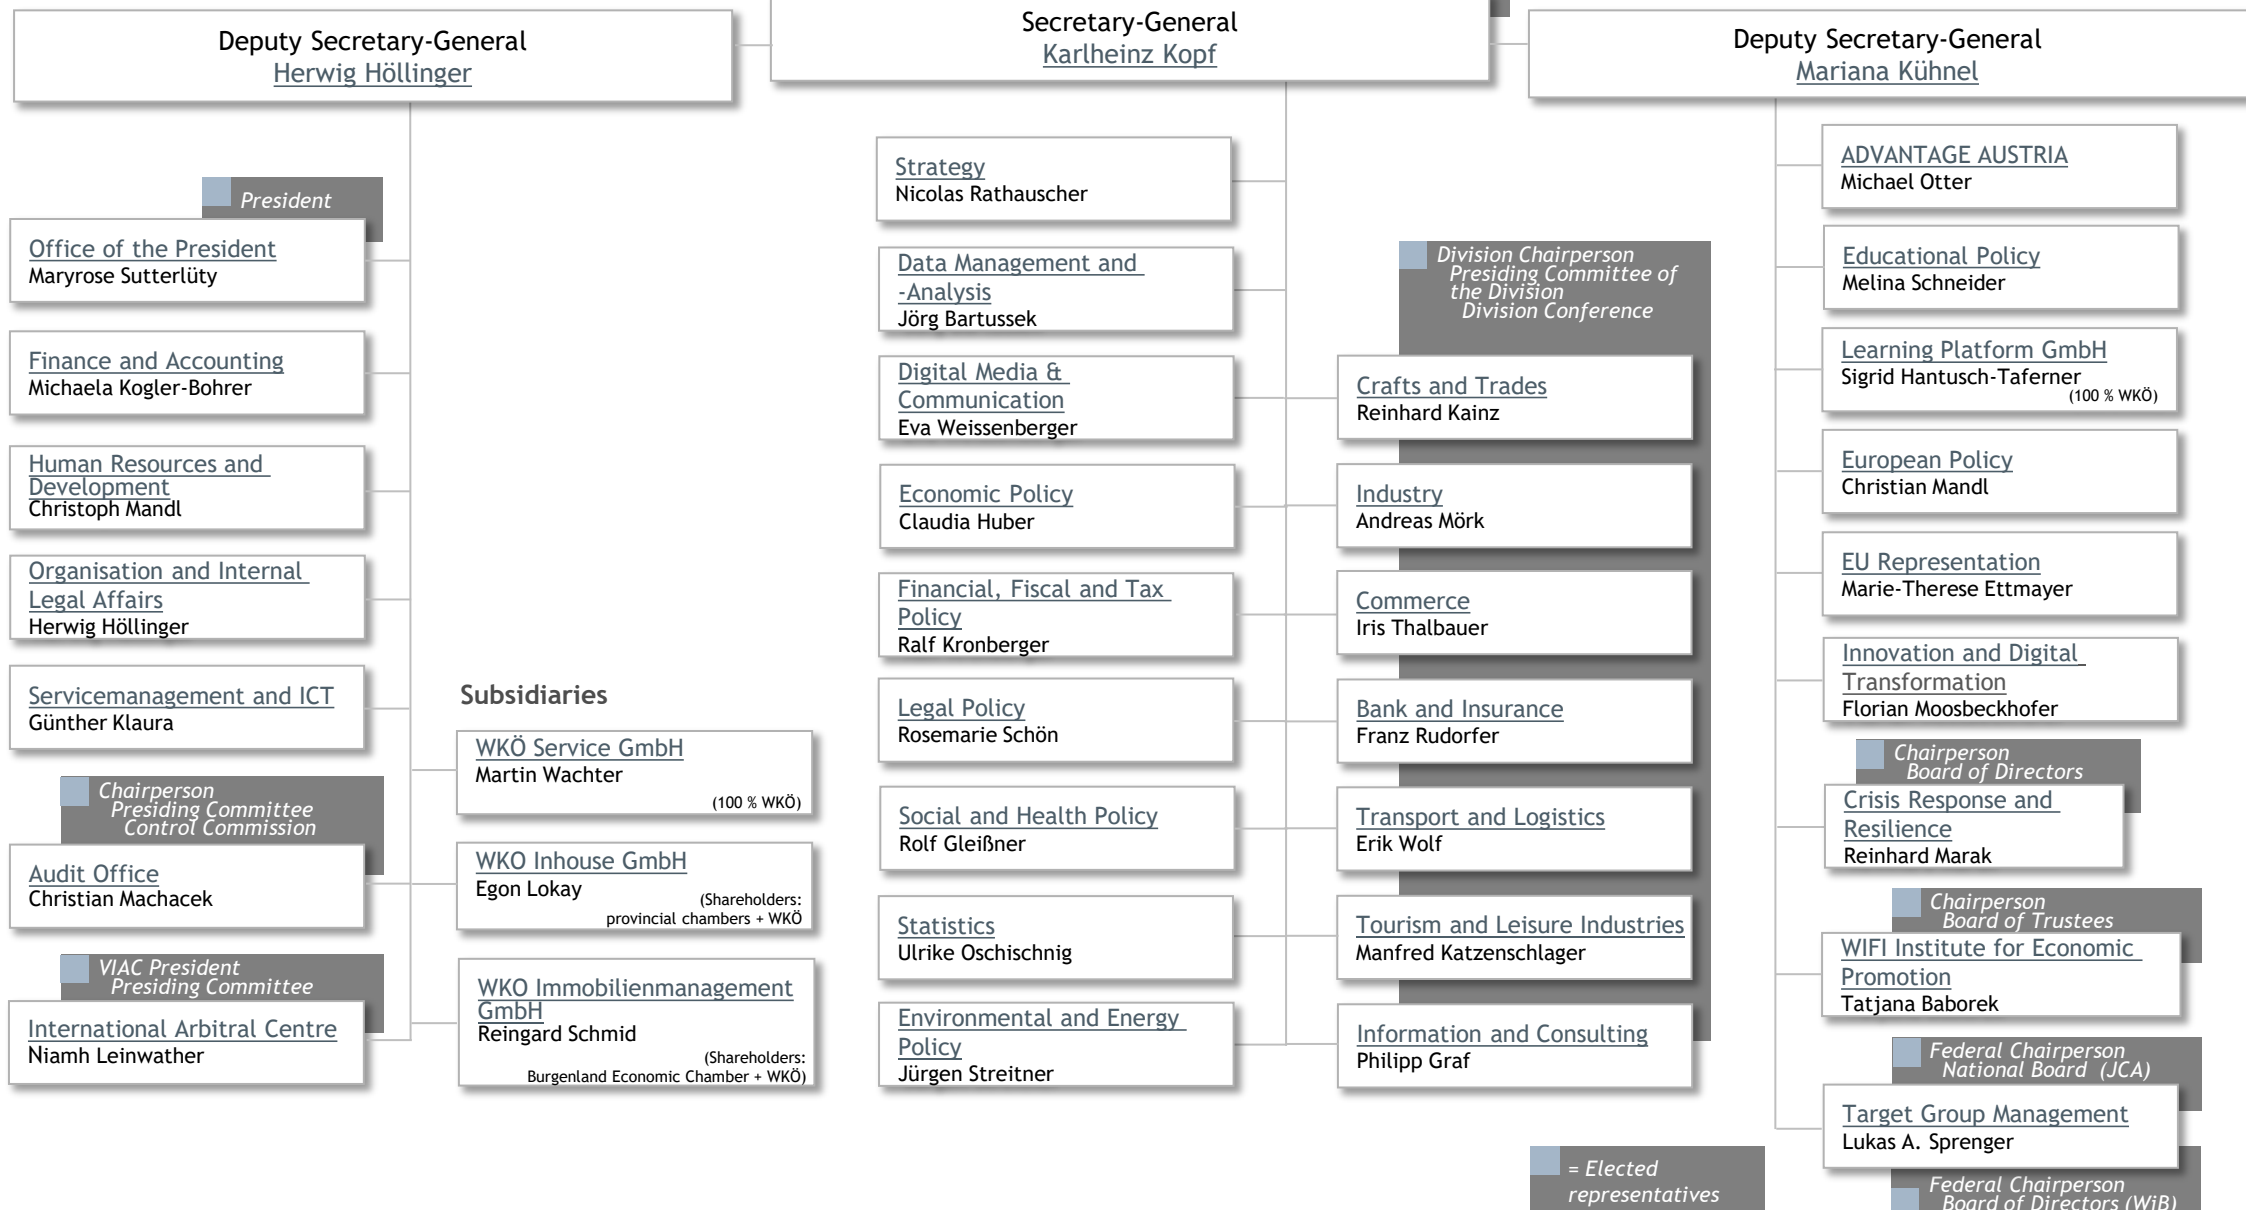 Deputy Secretary-General
Herwig Höllinger
Secretary-General
Karlheinz Kopf
Deputy Secretary-General
Mariana Kühnel
President
Office of the President
Maryrose Sutterlüty
Finance and Accounting
Michaela Kogler-Bohrer
Human Resources and
Development
Christoph Mandl
Organisation and Internal
Legal Affairs
Herwig Höllinger
Servicemanagement and ICT
Günther Klaura
Chairperson
Presiding Committee
Control Commission
Audit Office
Christian Machacek
VIAC President
Presiding Committee
International Arbitral Centre
Niamh Leinwather
Subsidiaries
WKÖ Service GmbH
Martin Wachter
(100 % WKÖ)
WKO Inhouse GmbH
Egon Lokay
(Shareholders:
provincial chambers + WKÖ
WKO Immobilienmanagement
GmbH
Reingard Schmid
(Shareholders:
Burgenland Economic Chamber + WKÖ)
Strategy
Nicolas Rathauscher
Data Management and
-Analysis
Jörg Bartussek
Digital Media &
Communication
Eva Weissenberger
Economic Policy
Claudia Huber
Financial, Fiscal and Tax
Policy
Ralf Kronberger
Legal Policy
Rosemarie Schön
Social and Health Policy
Rolf Gleißner
Statistics
Ulrike Oschischnig
Environmental and Energy
Policy
Jürgen Streitner
Division Chairperson
Presiding Committee of
the Division
Division Conference
Crafts and Trades
Reinhard Kainz
Industry
Andreas Mörk
Commerce
Iris Thalbauer
Bank and Insurance
Franz Rudorfer
Transport and Logistics
Erik Wolf
Tourism and Leisure Industries
Manfred Katzenschlager
Information and Consulting
Philipp Graf
ADVANTAGE AUSTRIA
Michael Otter
Educational Policy
Melina Schneider
Learning Platform GmbH
Sigrid Hantusch-Taferner
(100 % WKÖ)
European Policy
Christian Mandl
EU Representation
Marie-Therese Ettmayer
Innovation and Digital
Transformation
Florian Moosbeckhofer
Chairperson
Board of Directors
Crisis Response and
Resilience
Reinhard Marak
Chairperson
Board of Trustees
WIFI Institute for Economic
Promotion
Tatjana Baborek
Federal Chairperson
National Board (JCA)
Target Group Management
Lukas A. Sprenger
Federal Chairperson
Board of Directors (WiB)
= Elected
representatives